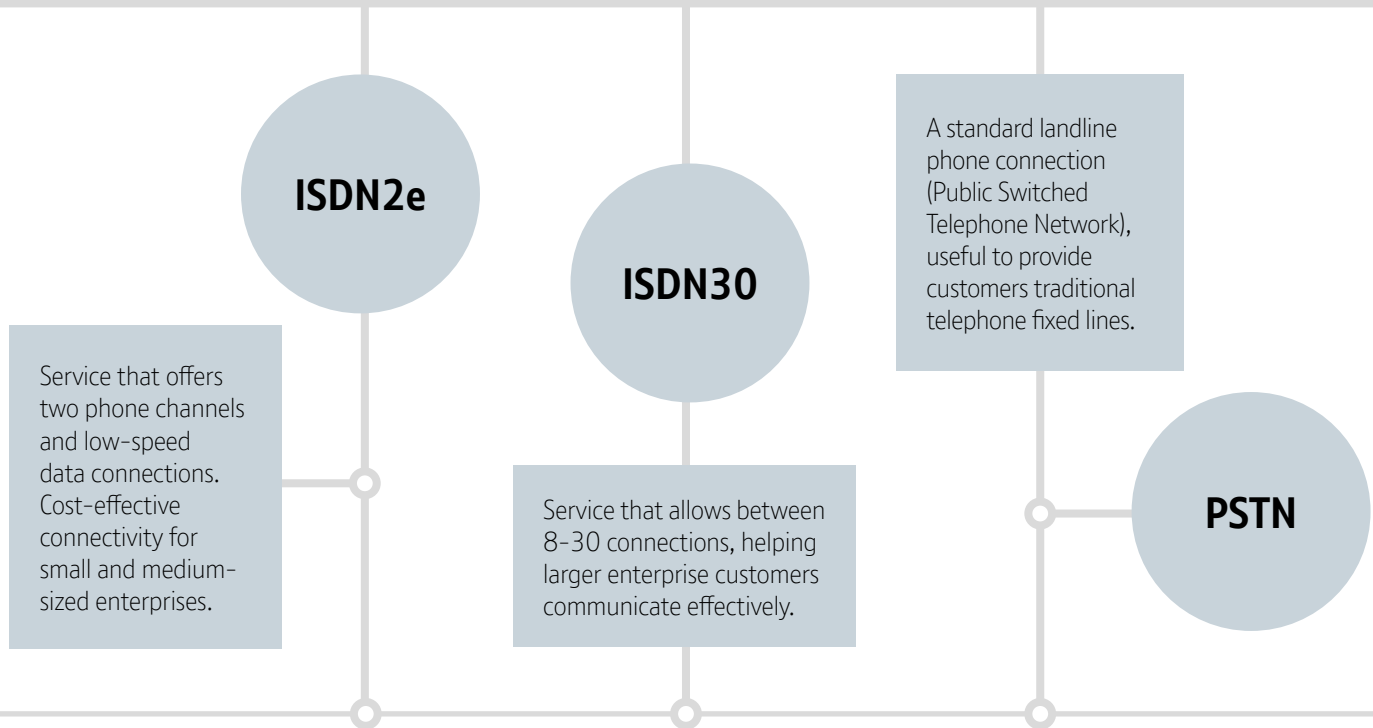 ISDN2e
Service that offers
two phone channels
and low-speed
data connections.
Cost-effective
connectivity for
small and medium-
sized enterprises.
ISDN30
Service that allows between
8-30 connections, helping
larger enterprise customers
communicate effectively.
A standard landline
phone connection
(Public Switched
Telephone Network),
useful to provide
customers traditional
telephone fixed lines.
PSTN